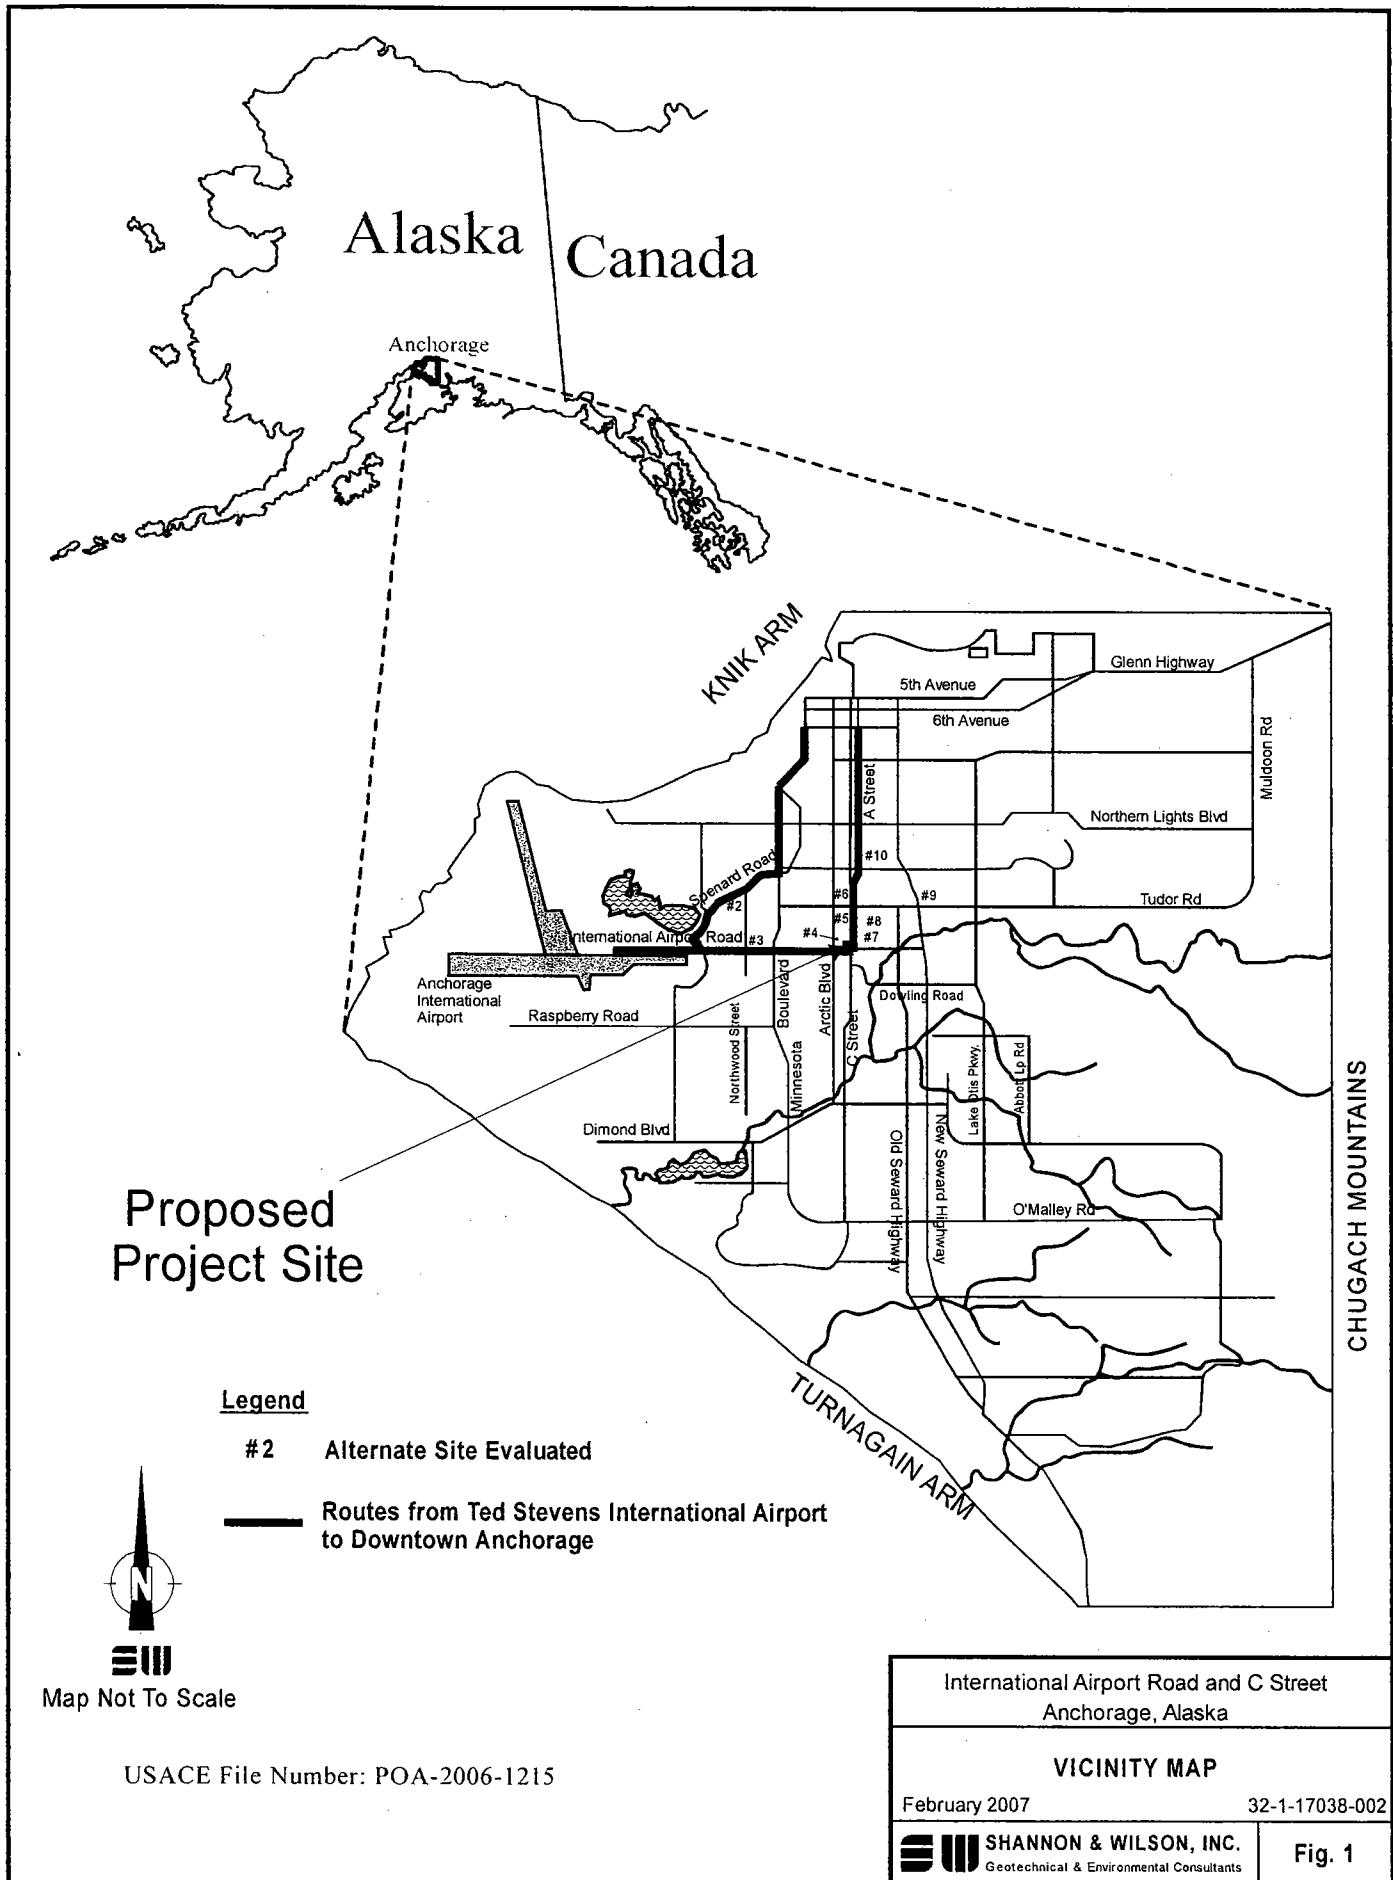 Alaska
Canada
Anchorage
KNIK ARM
Glenn Highway
5th Avenue
6th Avenue
Muldoon Rd
A Street
Northern Lights Blvd
#10
Spenard Road
#6
#9
#2
Tudor Rd
#5
#8
#4
#7
International Airport Road
#3
Anchorage
International
Airport
Boulevard
Arctic Blvd
Dowling Road
Raspberry Road
Northwood Street
C Street
Minnesota
Lake Otis Pkwy.
Abbott Lp Rd
Dimond Blvd
Old Seward Highway
New Seward Highway
O'Malley Rd
CHUGACH MOUNTAINS
Proposed
Project Site
TURNAGAIN ARM
Legend
#2 Alternate Site Evaluated
Routes from Ted Stevens International Airport
to Downtown Anchorage
N
SW
Map Not To Scale
USACE File Number: POA-2006-1215
International Airport Road and C Street
Anchorage, Alaska
VICINITY MAP
February 2007 32-1-17038-002
SW SHANNON & WILSON, INC.
Geotechnical & Environmental Consultants
Fig. 1